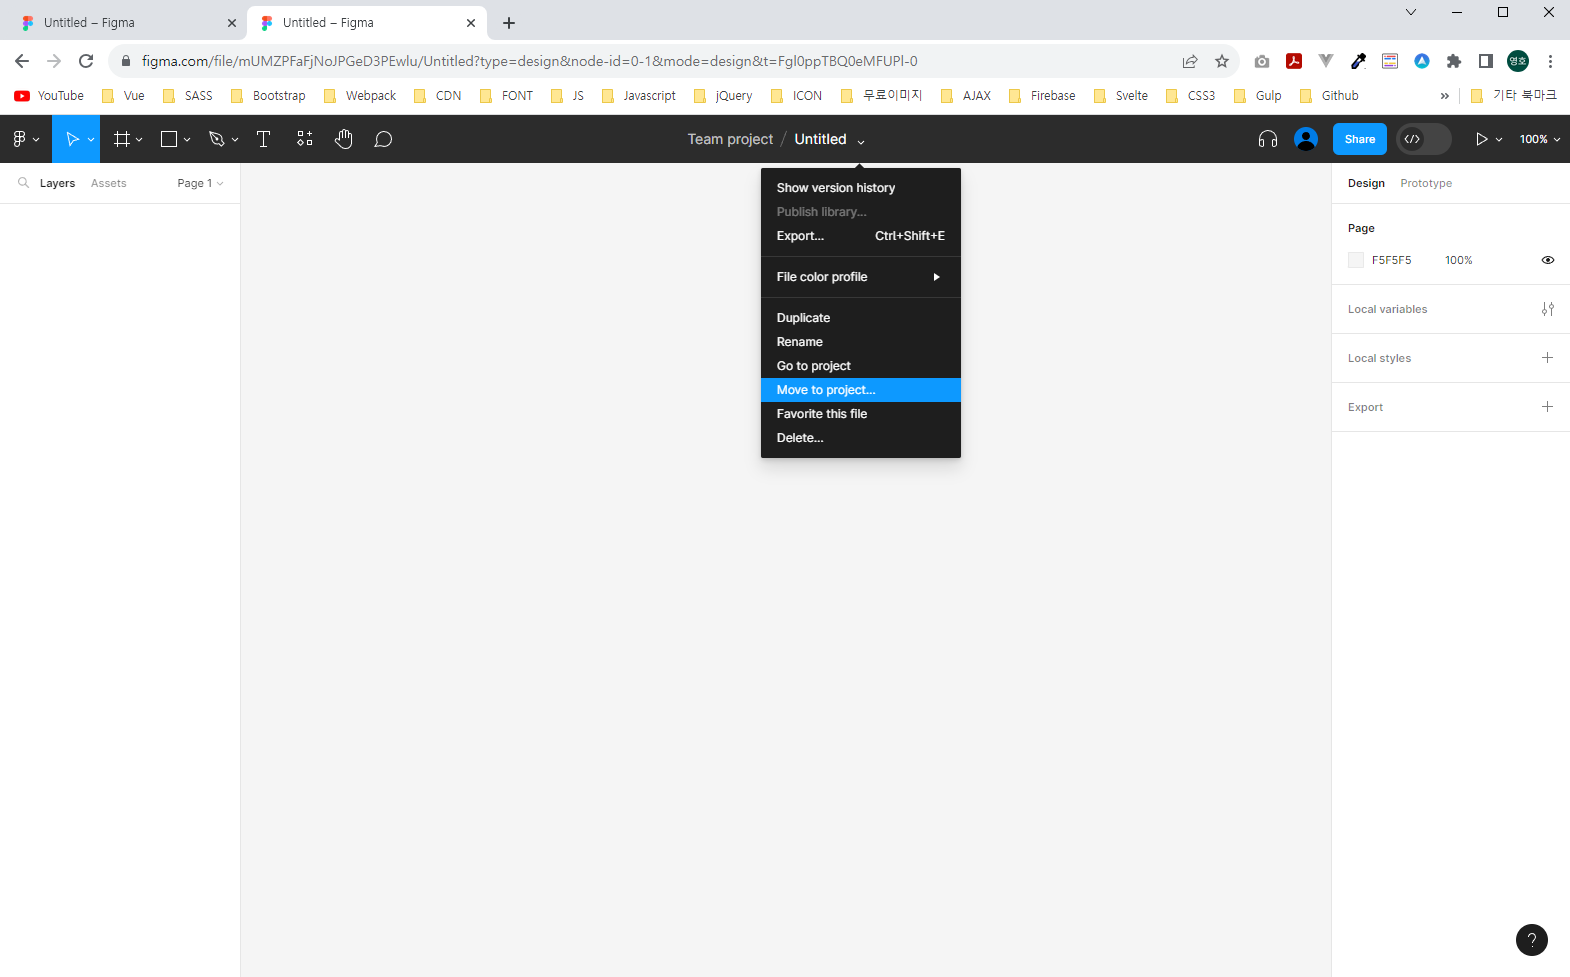 Untitled – Figma
Untitled – Figma
figma.com/file/mUMZPFaFjNoJPGeD3PEwlu/Untitled?type=design&node-id=0-1&mode=design&t=Fgl0ppTBQ0eMFUPl-0
영호
YouTube Vue SASS Bootstrap Webpack CDN FONT JS Javascript jQuery ICON 무료이미지 AJAX Firebase Svelte CSS3 Gulp Github » 기타 북마크
Team project / Untitled
Share
100%
Layers Assets Page 1
Show version history
Publish library...
Export... Ctrl+Shift+E
File color profile
Duplicate
Rename
Go to project
Move to project...
Favorite this file
Delete...
Design Prototype
Page
F5F5F5 100%
Local variables
Local styles
Export
?